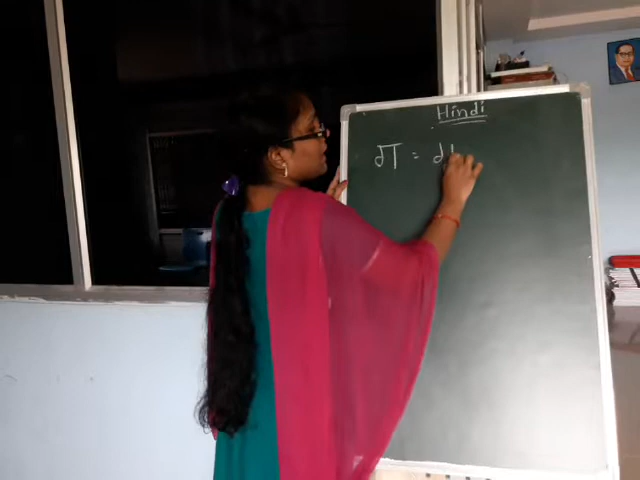 Hindi
ग = ग